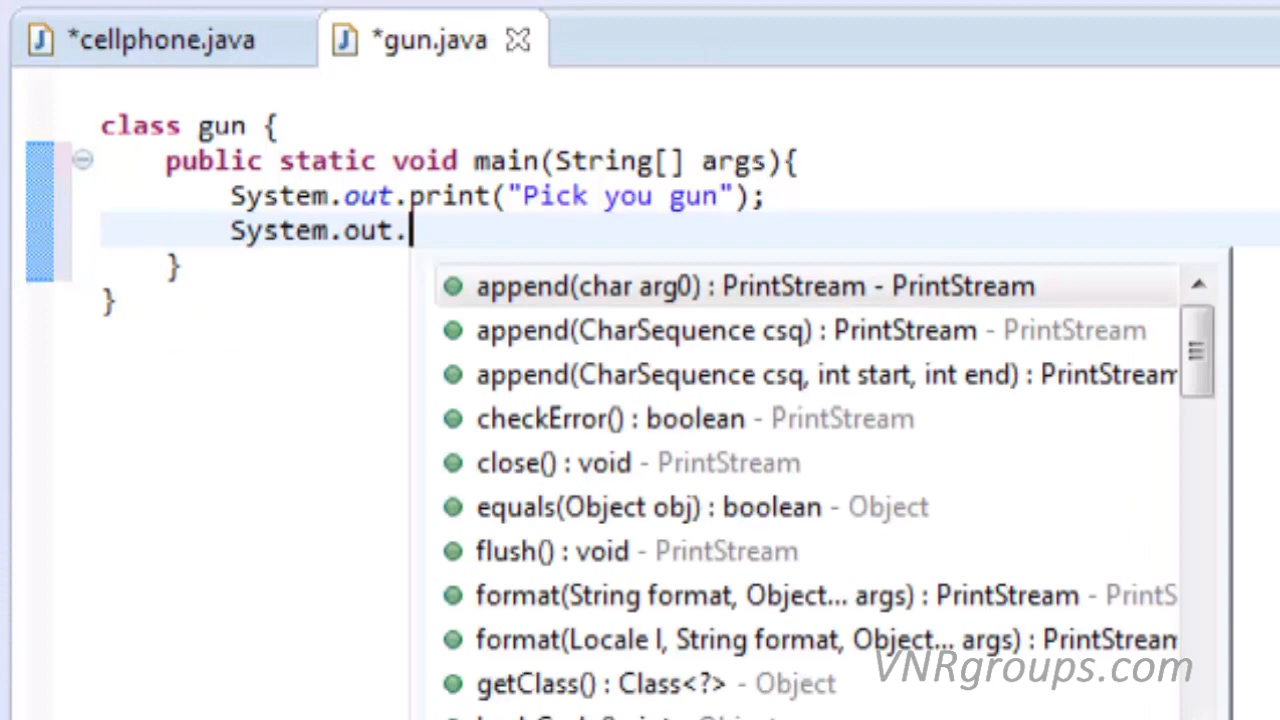 *cellphone.java
*gun.java
class gun {
public static void main(String[] args){
System.out.print("Pick you gun");
System.out.
}
}
append(char arg0) : PrintStream - PrintStream
append(CharSequence csq) : PrintStream - PrintStream
append(CharSequence csq, int start, int end) : PrintStream
checkError() : boolean - PrintStream
close() : void - PrintStream
equals(Object obj) : boolean - Object
flush() : void - PrintStream
format(String format, Object... args) : PrintStream - PrintS
format(Locale l, String format, Object... args) : PrintStream
getClass() : Class<?> - Object
VNRgroups.com